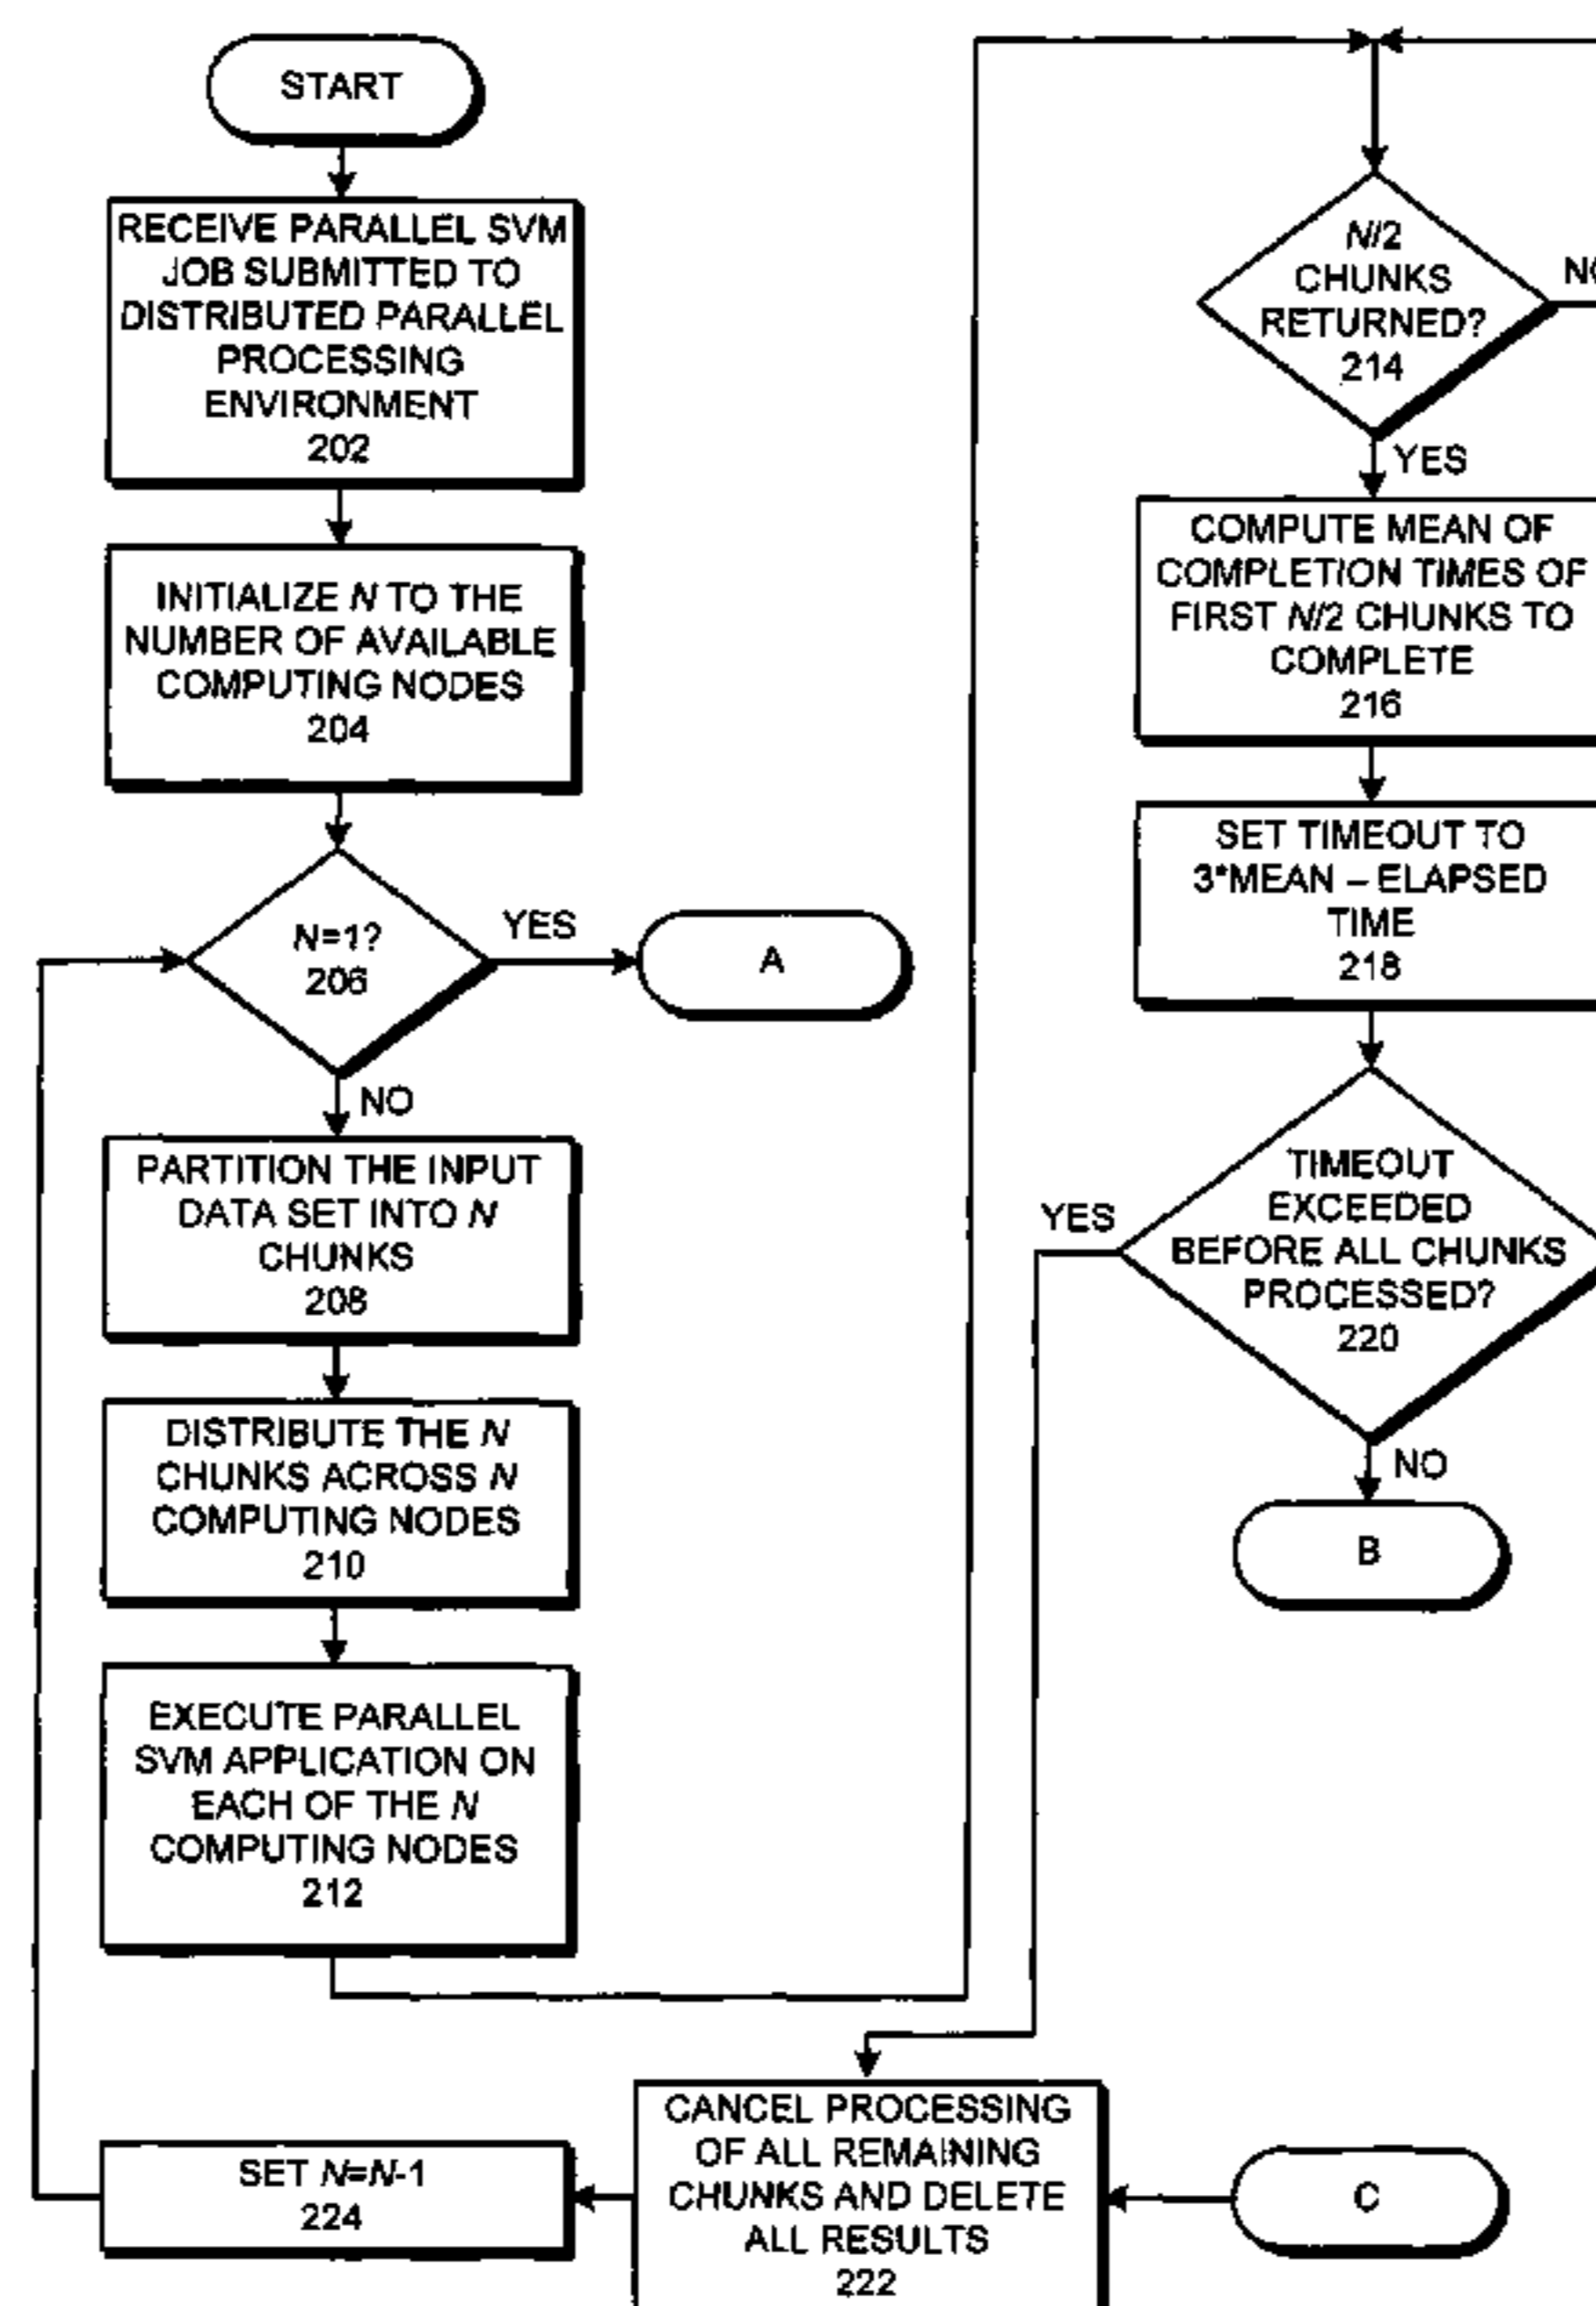 START
RECEIVE PARALLEL SVM
JOB SUBMITTED TO
DISTRIBUTED PARALLEL
PROCESSING
ENVIRONMENT
202
INITIALIZE N TO THE
NUMBER OF AVAILABLE
COMPUTING NODES
204
N=1?
206
YES
A
NO
PARTITION THE INPUT
DATA SET INTO N
CHUNKS
208
DISTRIBUTE THE N
CHUNKS ACROSS N
COMPUTING NODES
210
EXECUTE PARALLEL
SVM APPLICATION ON
EACH OF THE N
COMPUTING NODES
212
N/2
CHUNKS
RETURNED?
214
YES
COMPUTE MEAN OF
COMPLETION TIMES OF
FIRST N/2 CHUNKS TO
COMPLETE
216
SET TIMEOUT TO
3*MEAN – ELAPSED
TIME
218
TIMEOUT
EXCEEDED
BEFORE ALL CHUNKS
PROCESSED?
220
YES
NO
B
CANCEL PROCESSING
OF ALL REMAINING
CHUNKS AND DELETE
ALL RESULTS
222
C
SET N=N-1
224